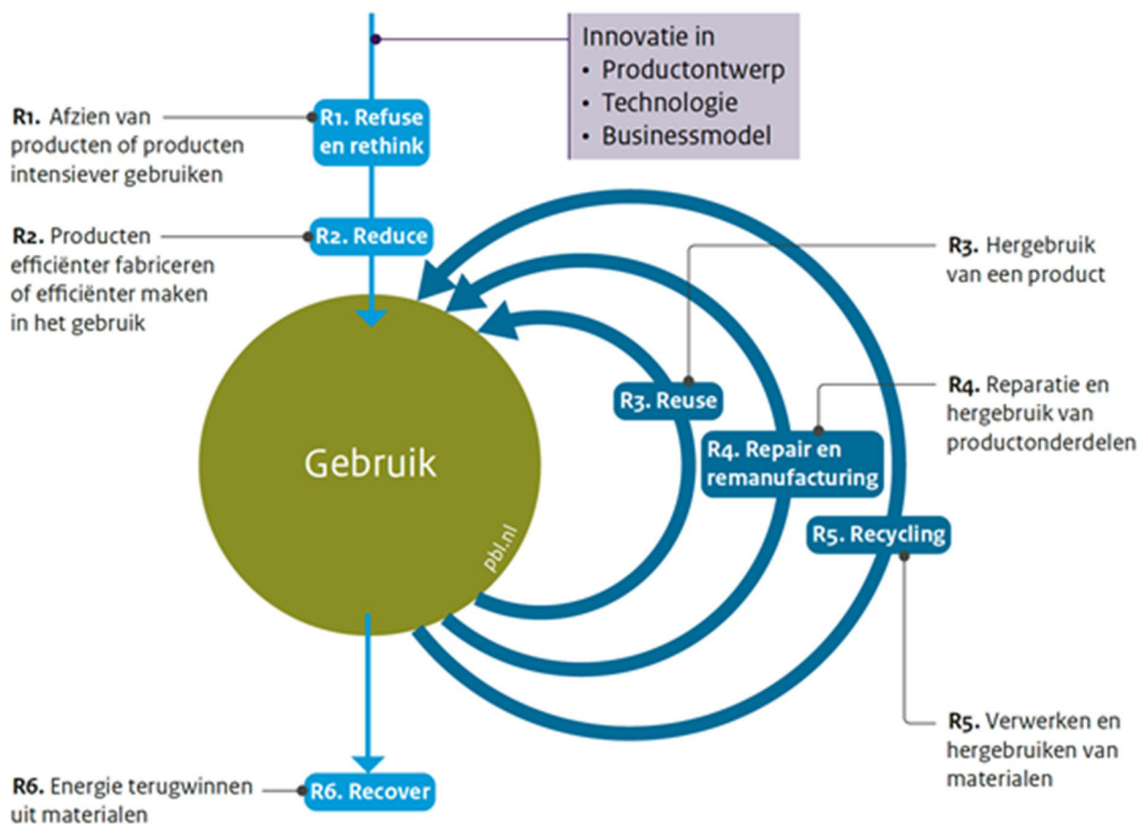 Innovatie in
• Productontwerp
• Technologie
• Businessmodel
R1. Afzien van
producten of producten
intensiever gebruiken
R1. Refuse
en rethink
R2. Producten
efficiënter fabriceren
of efficiënter maken
in het gebruik
R2. Reduce
R3. Hergebruik
van een product
R3. Reuse
R4. Reparatie en
hergebruik van
productonderdelen
R4. Repair en
remanufacturing
Gebruik
pbl.nl
R5. Recycling
R5. Verwerken en
hergebruiken van
materialen
R6. Energie terugwinnen
uit materialen
R6. Recover